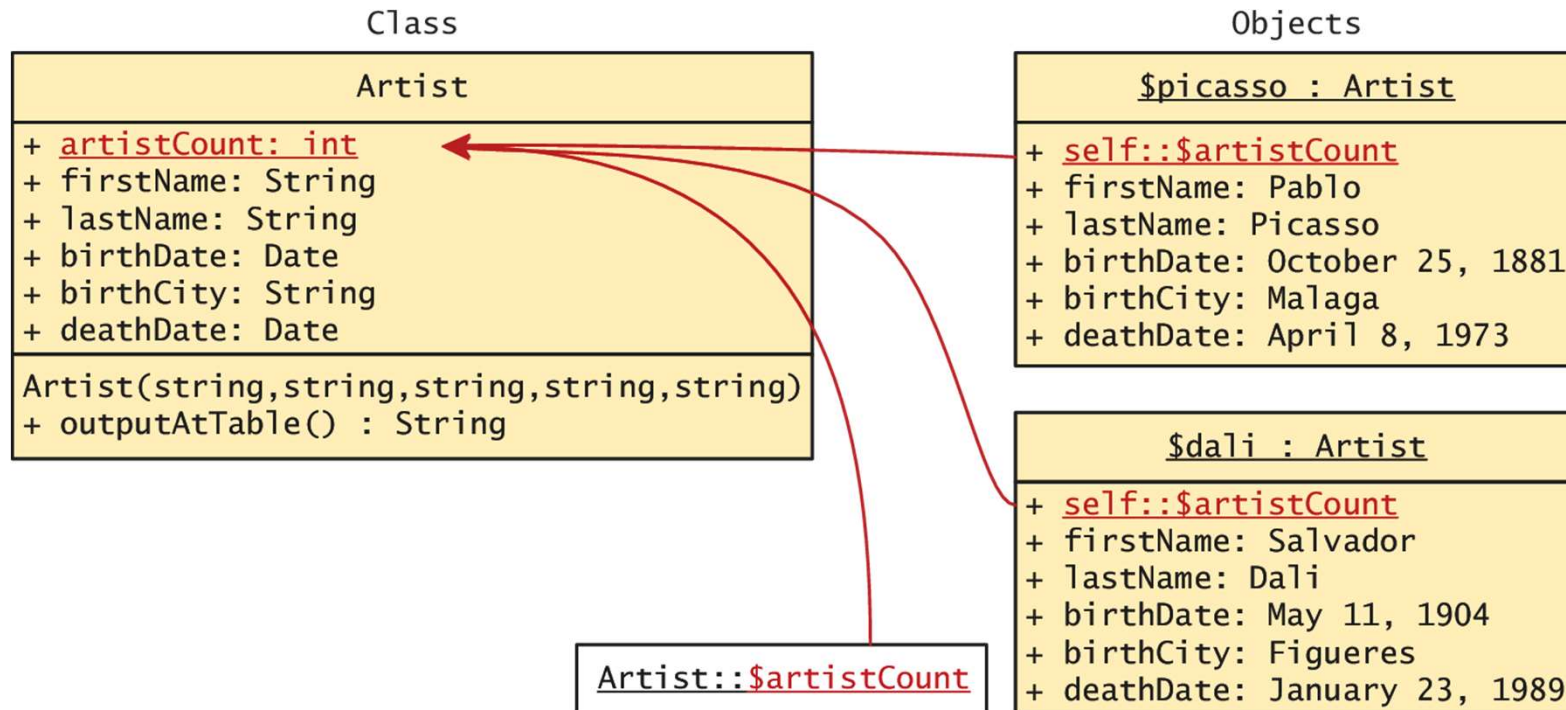 Class
Artist
+ artistCount: int
+ firstName: String
+ lastName: String
+ birthDate: Date
+ birthCity: String
+ deathDate: Date
Artist(string,string,string,string,string)
+ outputAtTable() : String
Objects
$picasso : Artist
+ self::$artistCount
+ firstName: Pablo
+ lastName: Picasso
+ birthDate: October 25, 1881
+ birthCity: Malaga
+ deathDate: April 8, 1973
$dali : Artist
+ self::$artistCount
+ firstName: Salvador
+ lastName: Dali
+ birthDate: May 11, 1904
+ birthCity: Figueres
+ deathDate: January 23, 1989
Artist::$artistCount